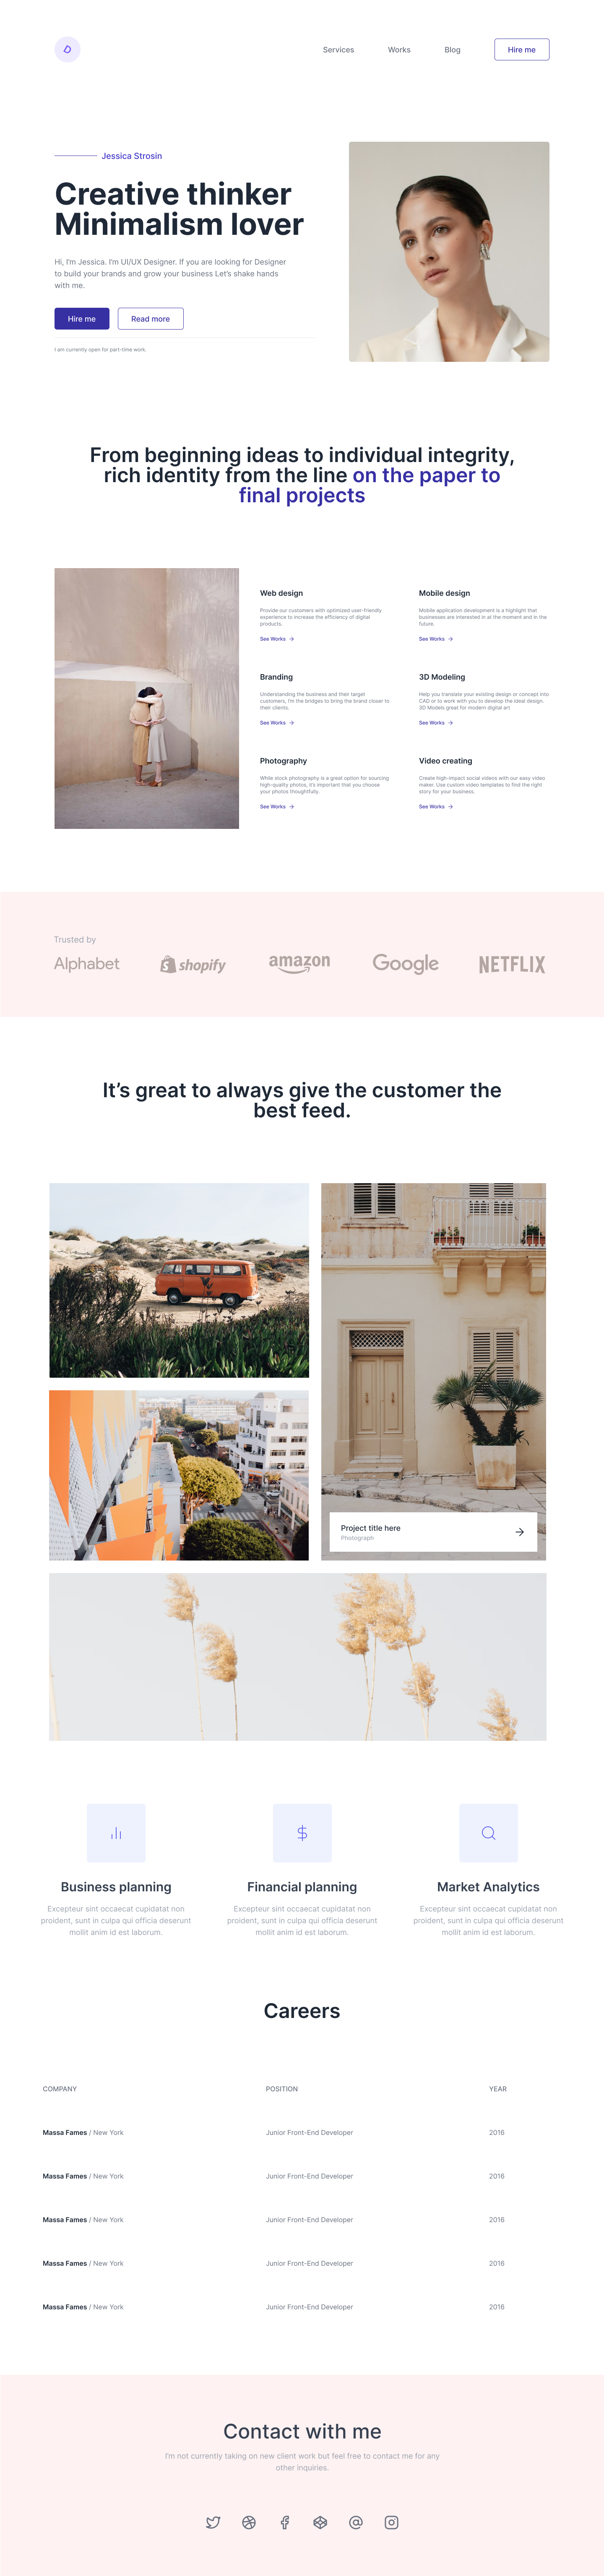 Services
Works
Blog
Hire me
Jessica Strosin
Creative thinker
Minimalism lover
Hi, I'm Jessica. I'm UI/UX Designer. If you are looking for Designer
to build your brands and grow your business Let's shake hands
with me.
Hire me
Read more
I am currently open for part-time work.
From beginning ideas to individual integrity,
rich identity from the line on the paper to
final projects
Web design
Provide our customers with optimized user-friendly
experience to increase the efficiency of digital
products.
See Works
Mobile design
Mobile application development is a highlight that
businesses are interested in at the moment and in the
future.
See Works
Branding
Understanding the business and their target
customers, I'm the bridges to bring the brand closer to
their clients.
See Works
3D Modeling
Help you translate your existing design or concept into
CAD or to work with you to develop the ideal design.
3D Models great for modern digital art
See Works
Photography
While stock photography is a great option for sourcing
high-quality photos, it's important that you choose
your photos thoughtfully.
See Works
Video creating
Create high-impact social videos with our easy video
maker. Use custom video templates to find the right
story for your business.
See Works
Trusted by
Alphabet
shopify
amazon
Google
NETFLIX
It's great to always give the customer the
best feed.
Project title here
Photograph
Business planning
Excepteur sint occaecat cupidatat non
proident, sunt in culpa qui officia deserunt
mollit anim id est laborum.
Financial planning
Excepteur sint occaecat cupidatat non
proident, sunt in culpa qui officia deserunt
mollit anim id est laborum.
Market Analytics
Excepteur sint occaecat cupidatat non
proident, sunt in culpa qui officia deserunt
mollit anim id est laborum.
Careers
COMPANY
POSITION
YEAR
Massa Fames / New York
Junior Front-End Developer
2016
Massa Fames / New York
Junior Front-End Developer
2016
Massa Fames / New York
Junior Front-End Developer
2016
Massa Fames / New York
Junior Front-End Developer
2016
Massa Fames / New York
Junior Front-End Developer
2016
Contact with me
I'm not currently taking on new client work but feel free to contact me for any
other inquiries.